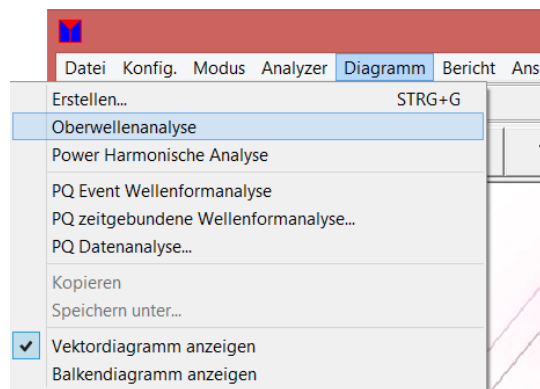 Datei Konfig. Modus Analyzer Diagramm Bericht Ans
Erstellen... STRG+G
Oberwellenanalyse
Power Harmonische Analyse
PQ Event Wellenformanalyse
PQ zeitgebundene Wellenformanalyse...
PQ Datenanalyse...
Kopieren
Speichern unter...
Vektordiagramm anzeigen
Balkendiagramm anzeigen